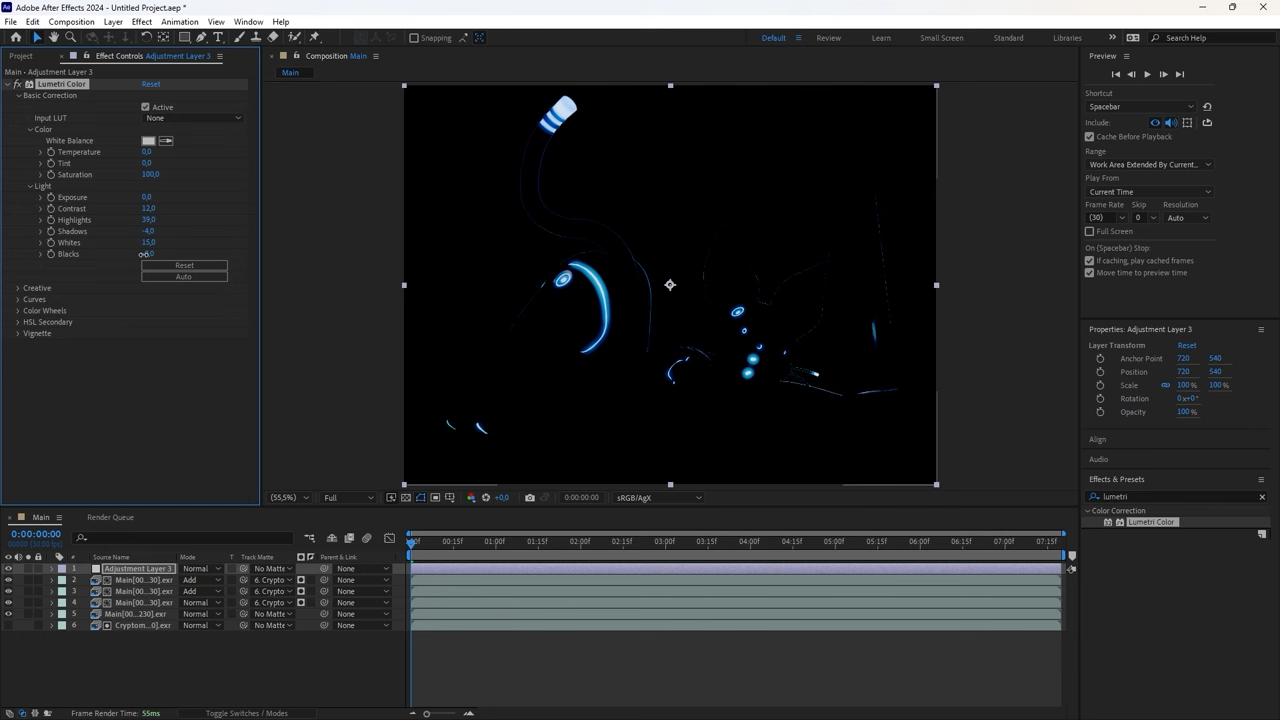 Adobe After Effects 2024 - Untitled Project.aep *
File Edit Composition Layer Effect Animation View Window Help
Snapping
Default Review Learn Small Screen Standard Libraries Search Help
Project Effect Controls Adjustment Layer 3
Composition Main
Preview
Main • Adjustment Layer 3
Main
fx Lumetri Color Reset
Basic Correction
Active
Input LUT None
Color
White Balance
Temperature 0,0
Tint 0,0
Saturation 100,0
Light
Exposure 0,0
Contrast 12,0
Highlights 39,0
Shadows -4,0
Whites 15,0
Blacks
Reset
Auto
Creative
Curves
Color Wheels
HSL Secondary
Vignette
Shortcut
Spacebar
Include:
Cache Before Playback
Range
Work Area Extended By Current...
Play From
Current Time
Frame Rate Skip Resolution
(30) 0 Auto
Full Screen
On (Spacebar) Stop:
If caching, play cached frames
Move time to preview time
Properties: Adjustment Layer 3
Layer Transform Reset
Anchor Point 720 540
Position 720 540
Scale 100 % 100 %
Rotation 0x+0°
Opacity 100 %
Align
Audio
Effects & Presets
lumetri
Color Correction
Lumetri Color
(55,5%) Full +0,0 0:00:00:00 sRGB/AgX
Main Render Queue
0:00:00:00
00000 (30.00 fps)
# Source Name Mode T Track Matte Parent & Link
00:15f 01:00f 01:15f 02:00f 02:15f 03:00f 03:15f 04:00f 04:15f 05:00f 05:15f 06:00f 06:15f 07:00f 07:15f
1 Adjustment Layer 3 Normal No Matte None
2 Main[00...30].exr Add 6. Crypto None
3 Main[00...30].exr Add 6. Crypto None
4 Main[00...30].exr Normal 6. Crypto None
5 Main[00...230].exr Normal No Matte None
6 Cryptom...0].exr Normal No Matte None
Frame Render Time: 55ms Toggle Switches / Modes